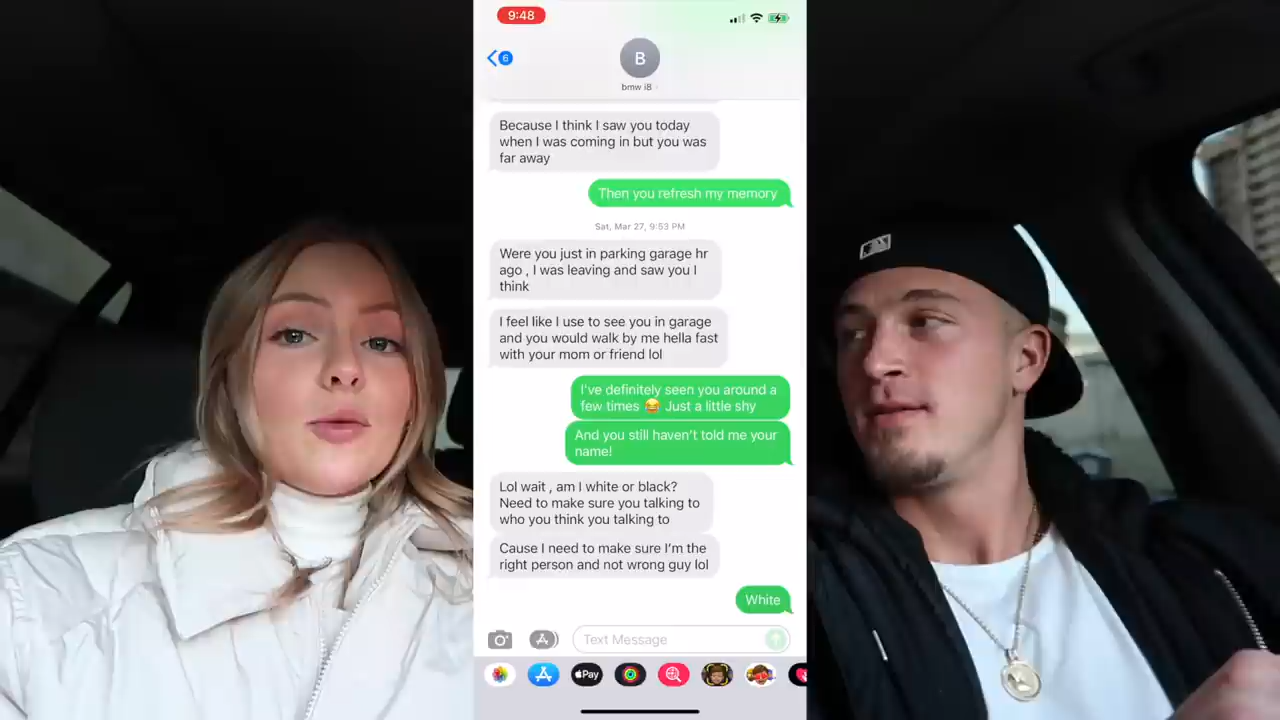 9:48
6
B
bmw i8
Because I think I saw you today
when I was coming in but you was
far away
Then you refresh my memory
Sat, Mar 27, 9:53 PM
Were you just in parking garage hr
ago , I was leaving and saw you I
think
I feel like I use to see you in garage
and you would walk by me hella fast
with your mom or friend lol
I've definitely seen you around a
few times 😂 Just a little shy
And you still haven't told me your
name!
Lol wait , am I white or black?
Need to make sure you talking to
who you think you talking to
Cause I need to make sure I'm the
right person and not wrong guy lol
White
Text Message
Pay